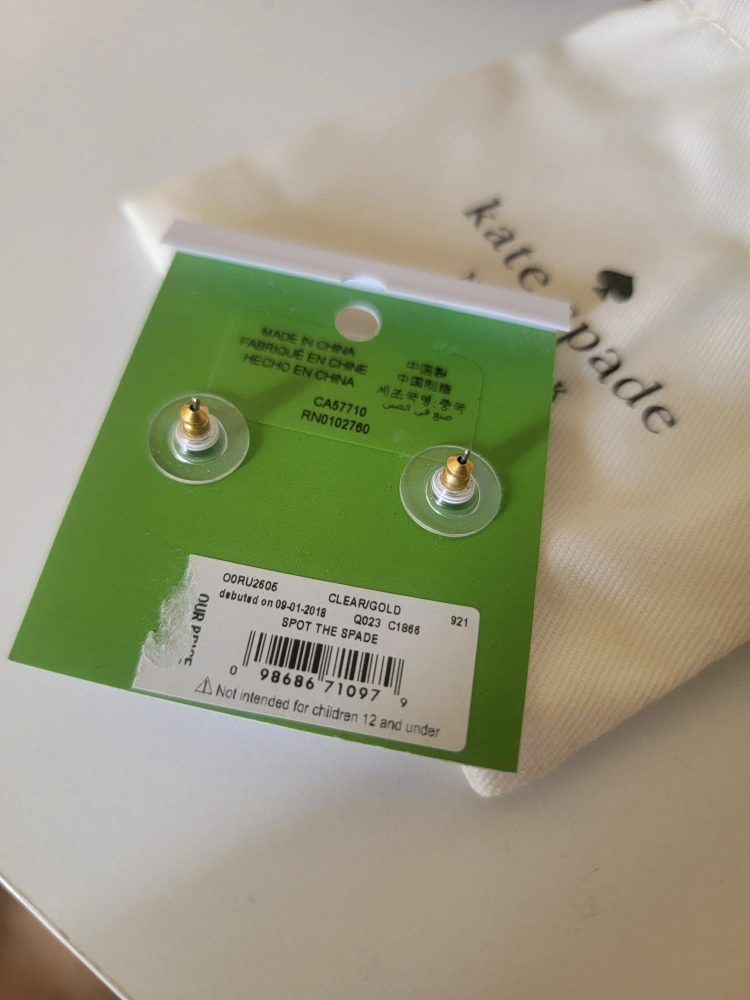 kate
spade
MADE IN CHINA
FABRIQUÉ EN CHINE
HECHO EN CHINA
中国製
中国制造
제조국명:중국
صنع في الصين
CA57710
RN0102760
OUR PRICE
O0RU2605
CLEAR/GOLD
921
debuted on 09-01-2018
Q023 C1866
SPOT THE SPADE
0 98686 71097 9
⚠ Not intended for children 12 and under